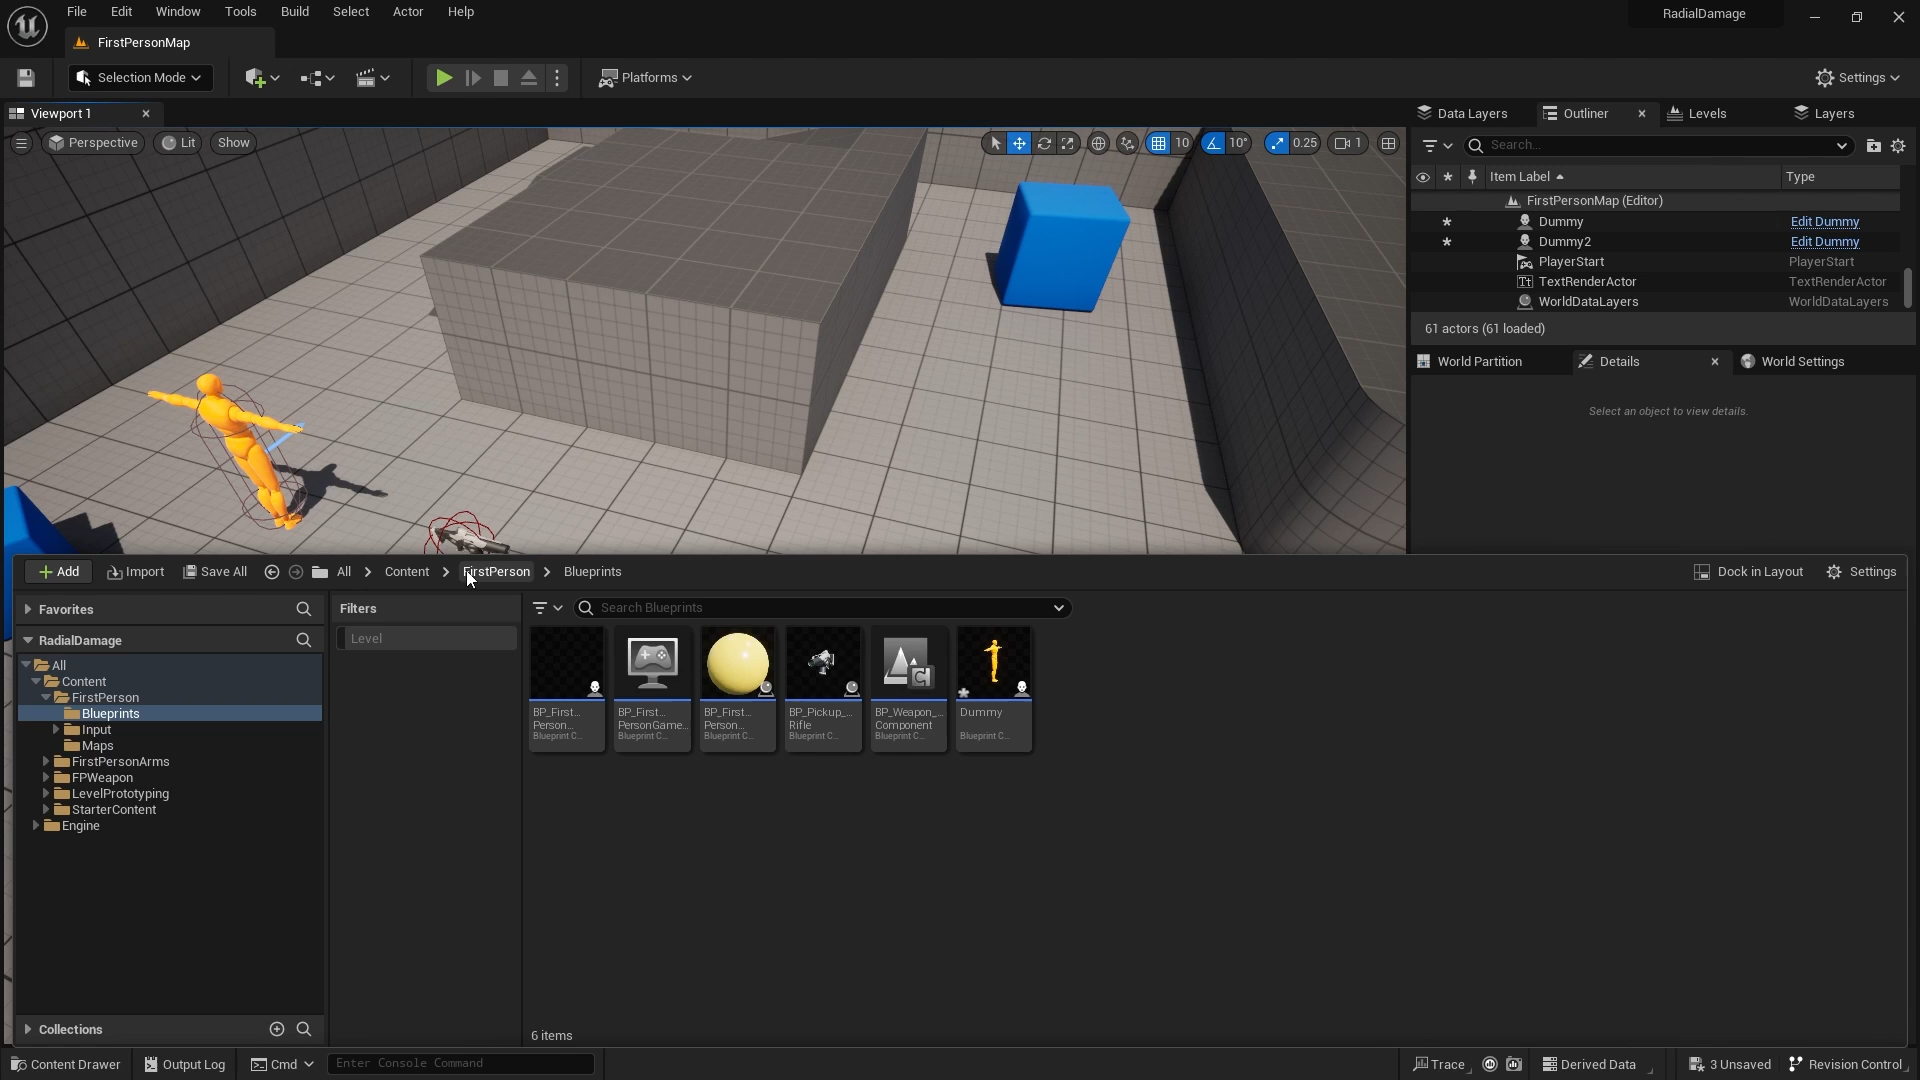 File Edit Window Tools Build Select Actor Help
RadialDamage
FirstPersonMap
Selection Mode
Platforms
Settings
Viewport 1
Data Layers
Outliner
Levels
Layers
Perspective
Lit
Show
10
10°
0.25
1
Search...
Item Label
Type
FirstPersonMap (Editor)
Dummy Edit Dummy
Dummy2 Edit Dummy
PlayerStart PlayerStart
TextRenderActor TextRenderActor
WorldDataLayers WorldDataLayers
61 actors (61 loaded)
World Partition
Details
World Settings
Select an object to view details.
Add
Import
Save All
All
Content
FirstPerson
Blueprints
Dock in Layout
Settings
Favorites
Filters
Search Blueprints
RadialDamage
Level
All
Content
FirstPerson
Blueprints
Input
Maps
FirstPersonArms
FPWeapon
LevelPrototyping
StarterContent
Engine
BP_First...
Person...
Blueprint C...
BP_First...
PersonGame...
Blueprint C...
BP_First...
Person...
Blueprint C...
BP_Pickup_...
Rifle
Blueprint C...
BP_Weapon_...
Component
Blueprint C...
Dummy
Blueprint C...
Collections
6 items
Content Drawer
Output Log
Cmd
Enter Console Command
Trace
Derived Data
3 Unsaved
Revision Control